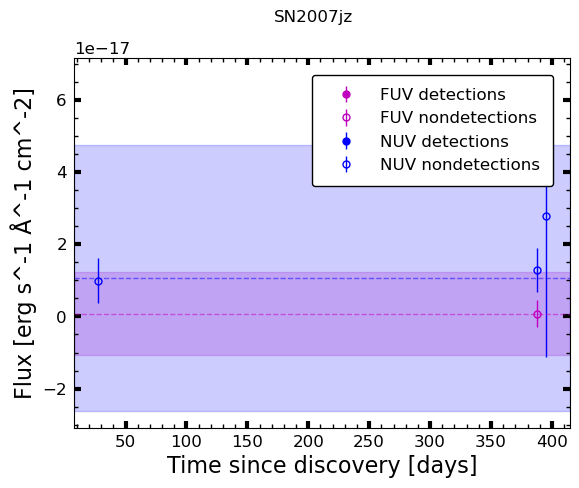 SN2007jz
1e−17
FUV detections
FUV nondetections
NUV detections
NUV nondetections
6
4
2
0
−2
Flux [erg s^-1 Å^-1 cm^-2]
50 100 150 200 250 300 350 400
Time since discovery [days]